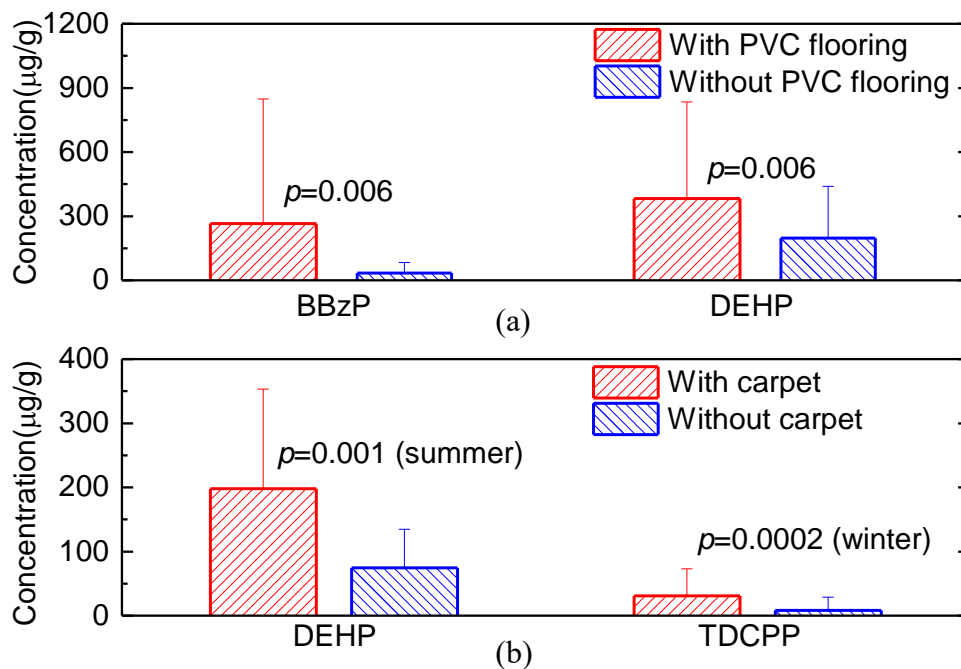 1200
900
600
300
0
Concentration(μg/g)
With PVC flooring
Without PVC flooring
p=0.006
p=0.006
BBzP
DEHP
(a)
400
300
200
100
0
Concentration(μg/g)
With carpet
Without carpet
p=0.001 (summer)
p=0.0002 (winter)
DEHP
TDCPP
(b)